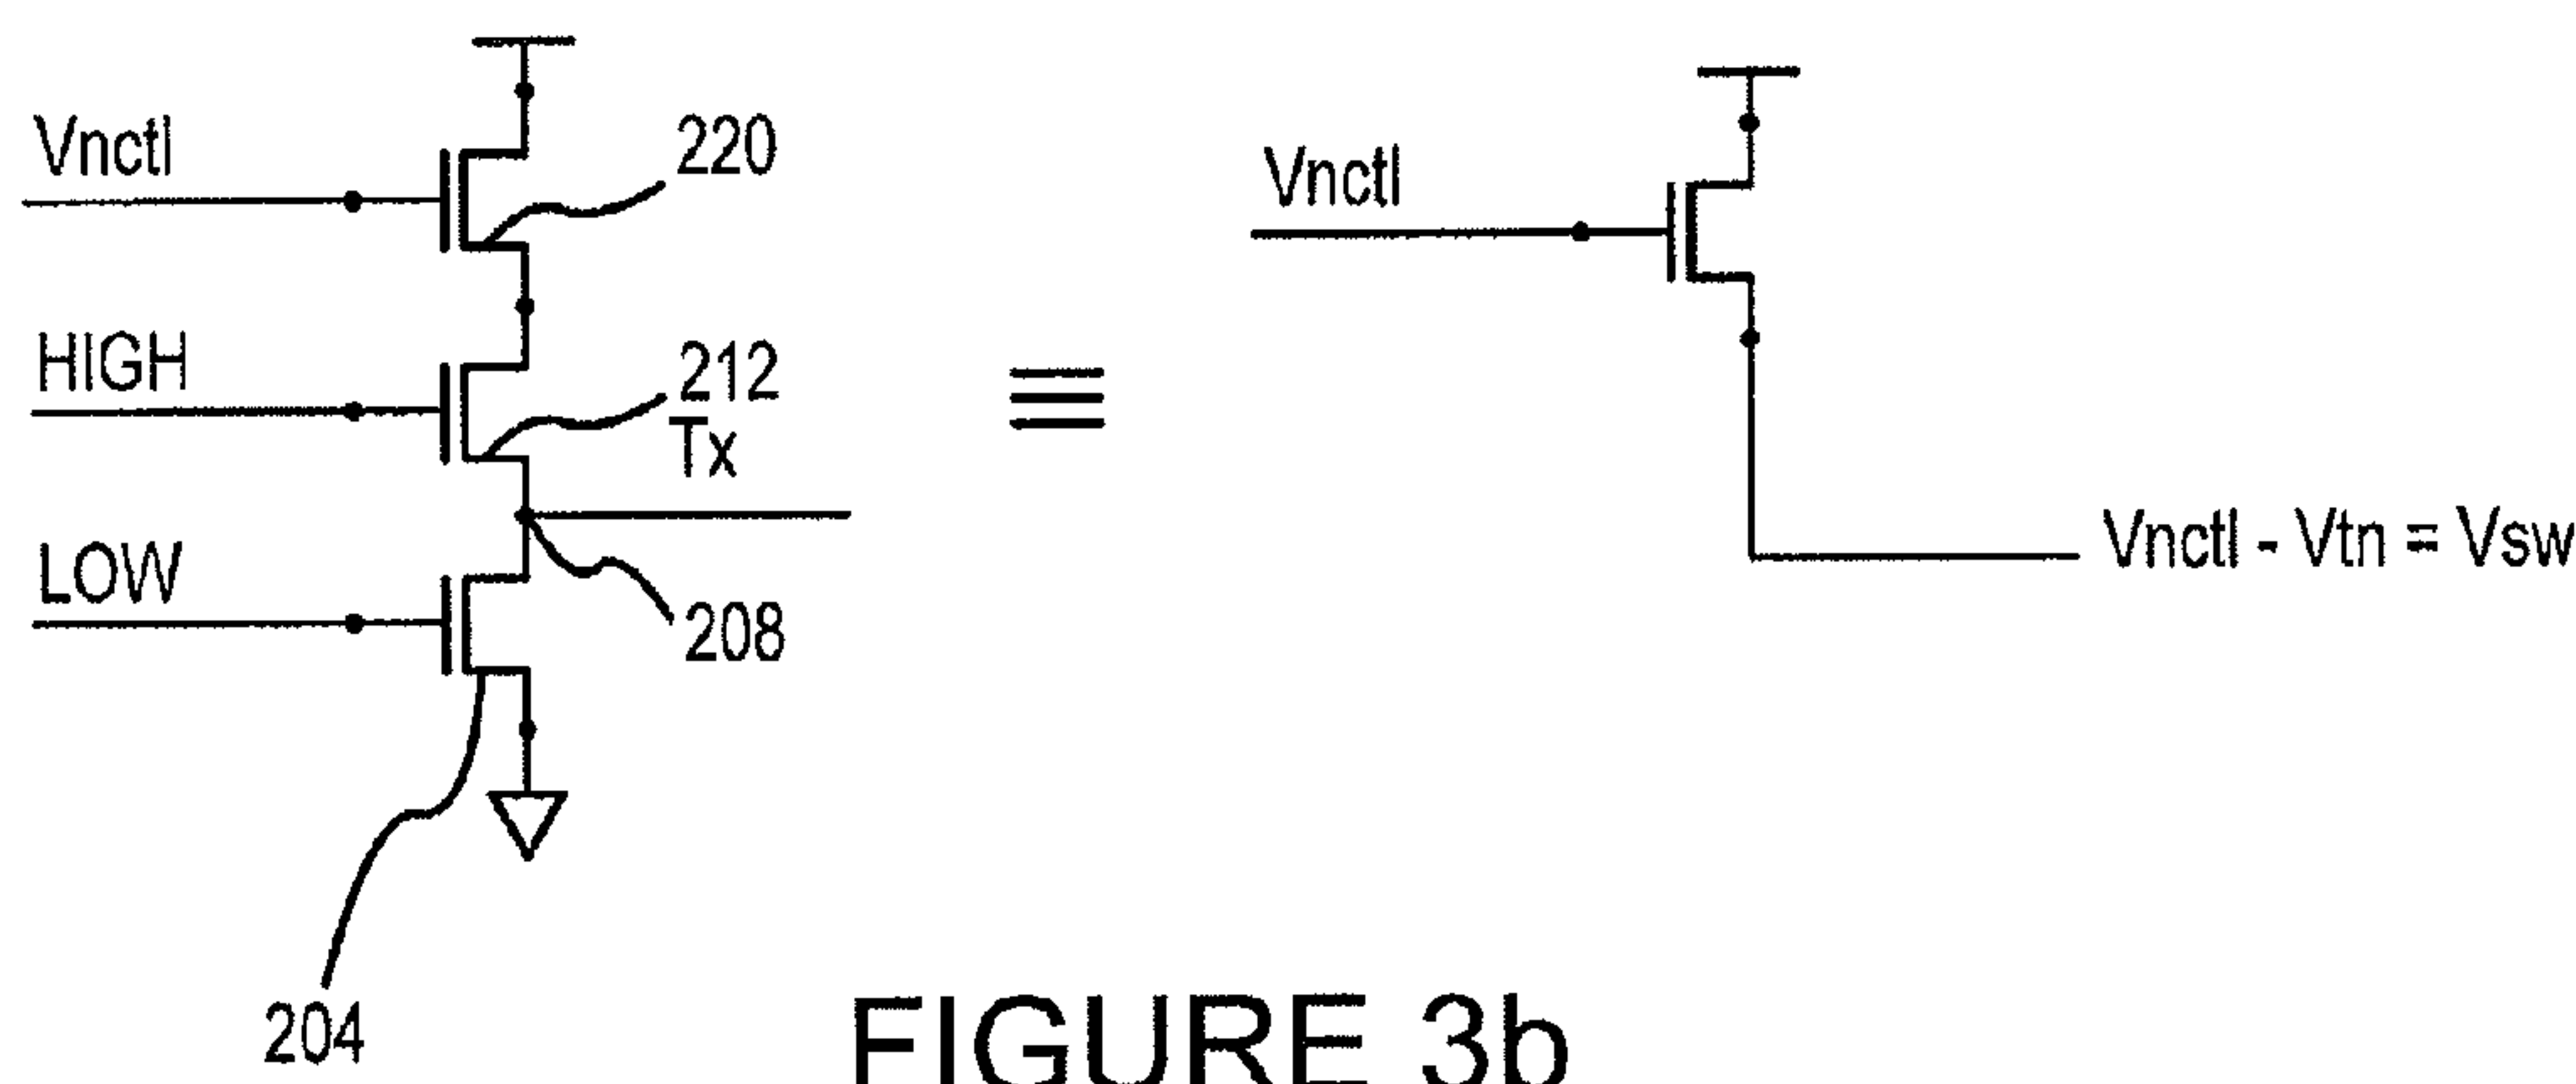 Vnctl
220
HIGH
212
Tx
LOW
208
204
≡
Vnctl
Vnctl - Vtn = Vsw
FIGURE 3b